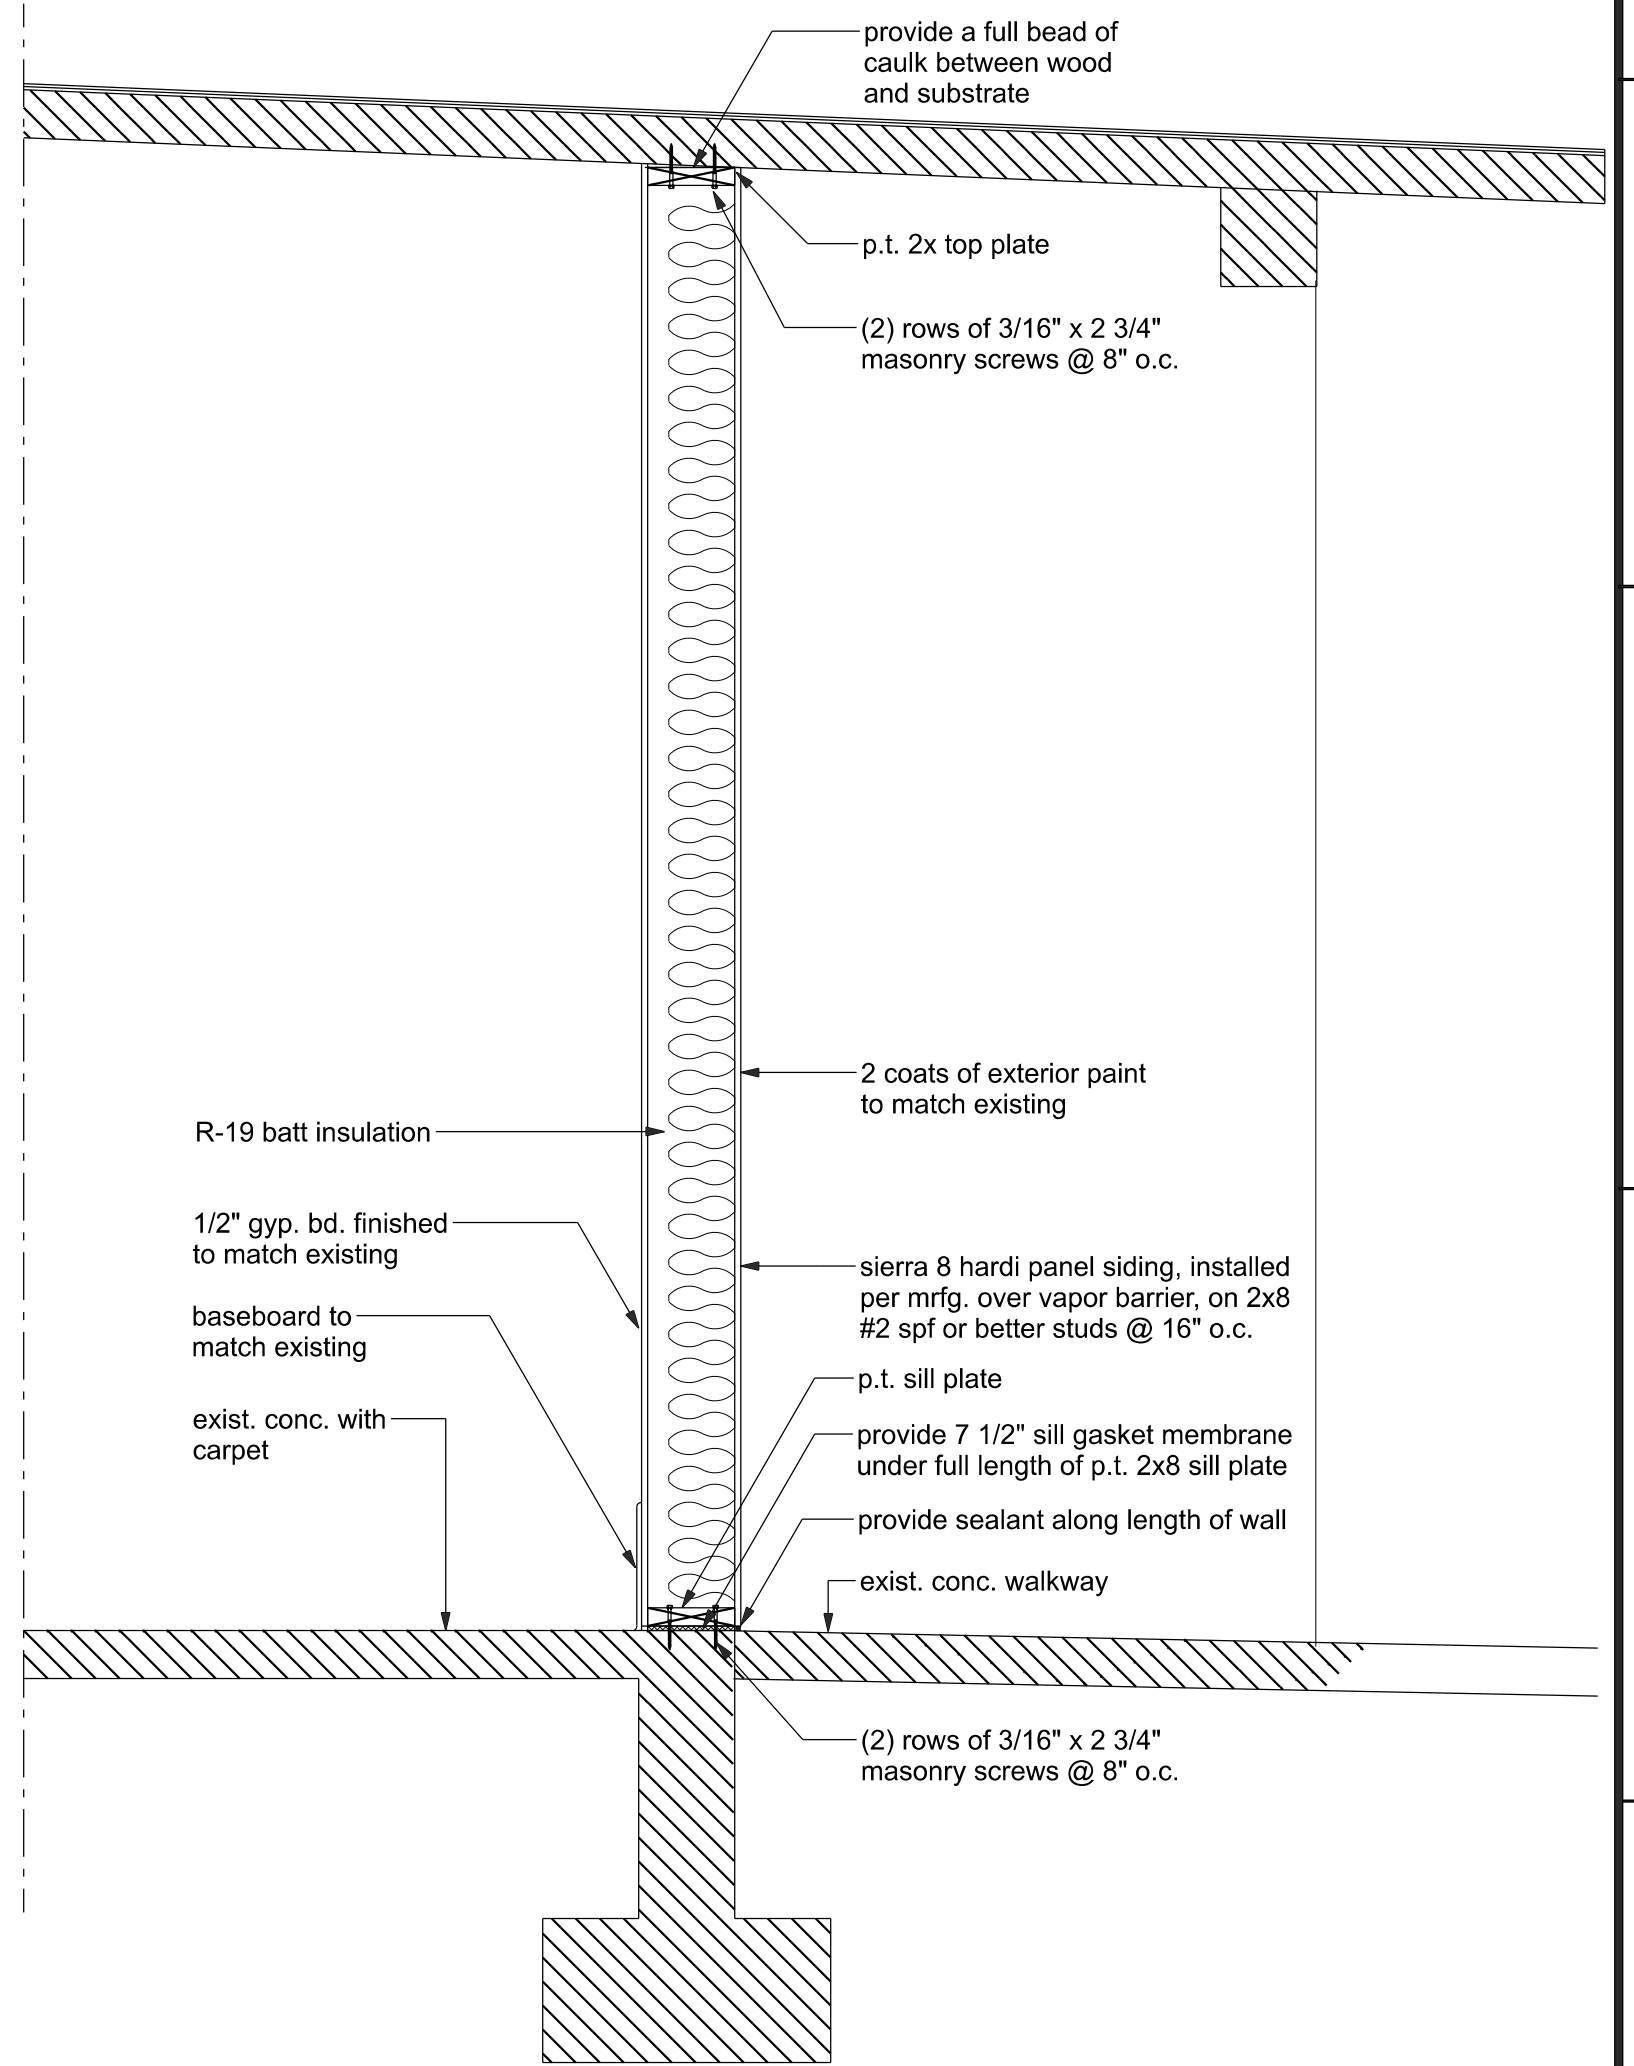 provide a full bead of
caulk between wood
and substrate
p.t. 2x top plate
(2) rows of 3/16" x 2 3/4"
masonry screws @ 8" o.c.
2 coats of exterior paint
to match existing
R-19 batt insulation
1/2" gyp. bd. finished
to match existing
sierra 8 hardi panel siding, installed
per mrfg. over vapor barrier, on 2x8
#2 spf or better studs @ 16" o.c.
baseboard to
match existing
p.t. sill plate
exist. conc. with
carpet
provide 7 1/2" sill gasket membrane
under full length of p.t. 2x8 sill plate
provide sealant along length of wall
exist. conc. walkway
(2) rows of 3/16" x 2 3/4"
masonry screws @ 8" o.c.